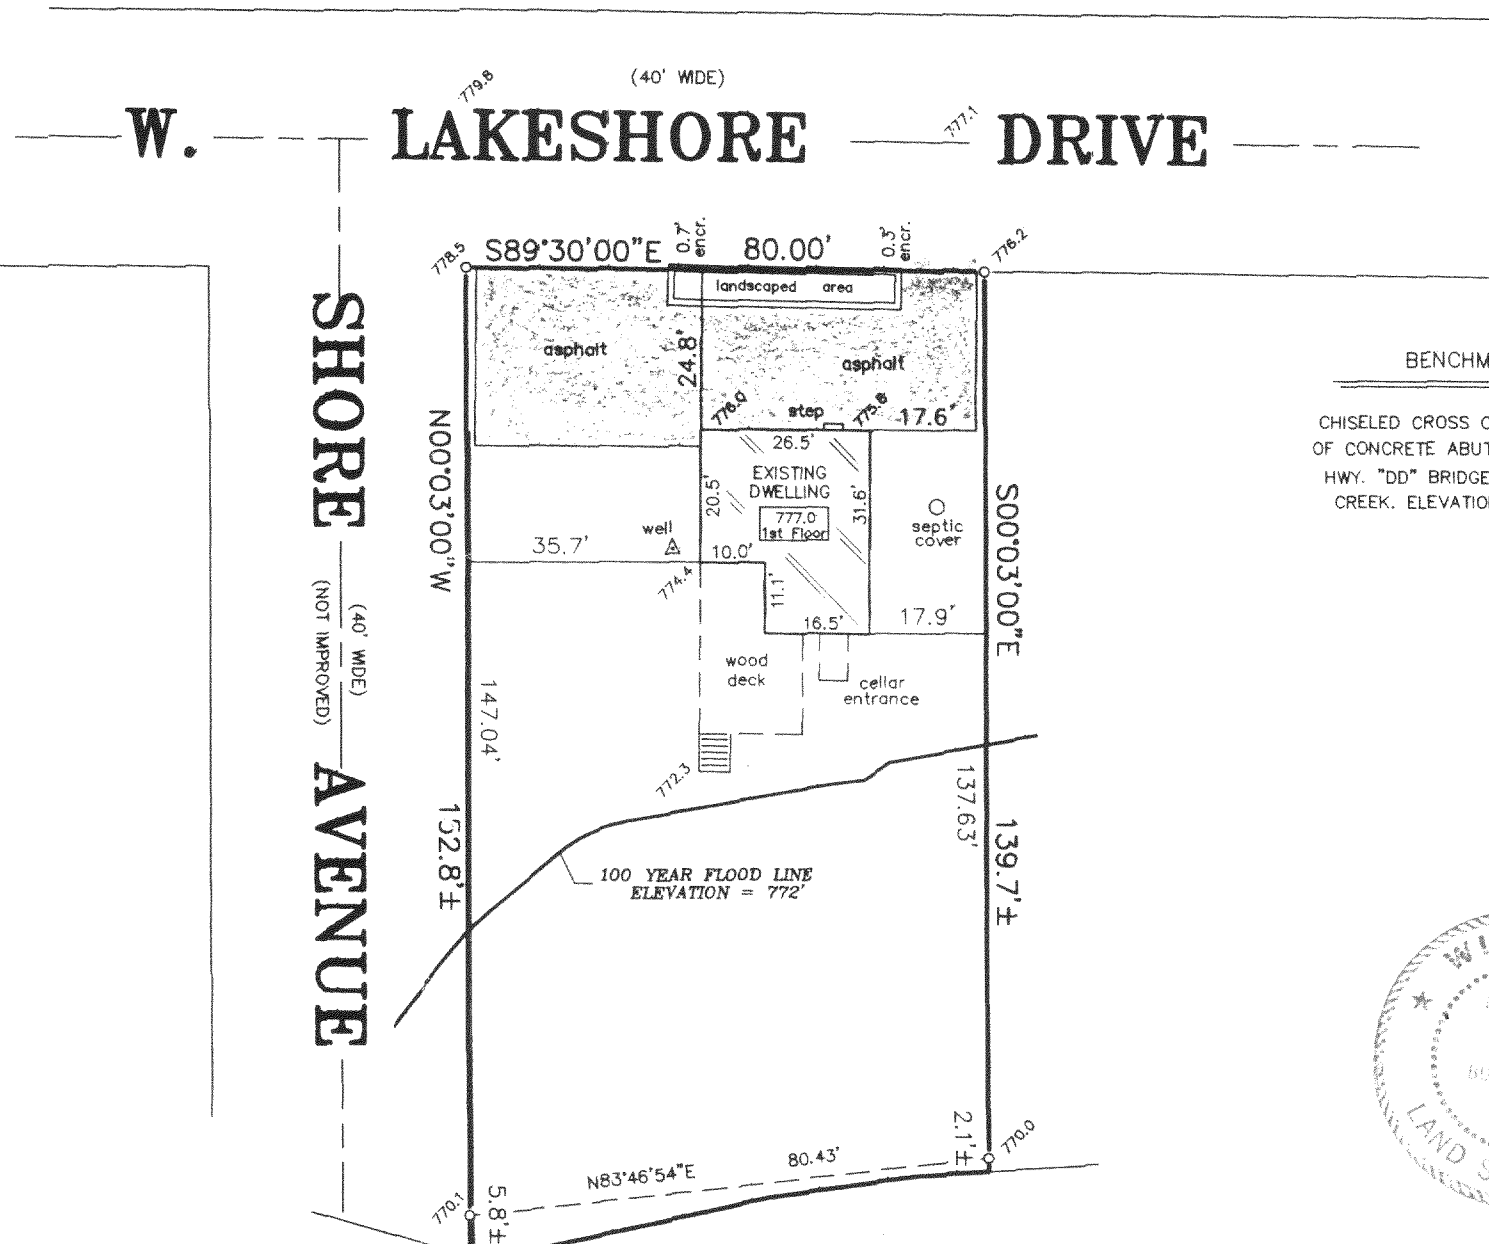 (40' WIDE)
779.8
777.1
W. LAKESHORE DRIVE
778.5
S89°30'00"E
0.7' encr.
80.00'
0.3' encr.
776.2
landscaped area
asphalt
24.8'
asphalt
776.0
step
775.8
17.6'
26.5'
EXISTING
DWELLING
777.0
1st Floor
20.5'
31.6'
septic
cover
well
35.7'
10.0'
774.4
11.1'
16.5'
17.9'
wood
deck
cellar
entrance
772.3
N00°03'00"W
147.04'
152.8'±
S00°03'00"E
137.63'
139.7'±
SHORE AVENUE
(40' WIDE)
(NOT IMPROVED)
100 YEAR FLOOD LINE
ELEVATION = 772'
N83°46'54"E
80.43'
2.1'±
770.0
770.1
5.8'±
BENCHM
CHISELED CROSS
OF CONCRETE ABUT
HWY. "DD" BRIDGE
CREEK. ELEVATIO
LAND S